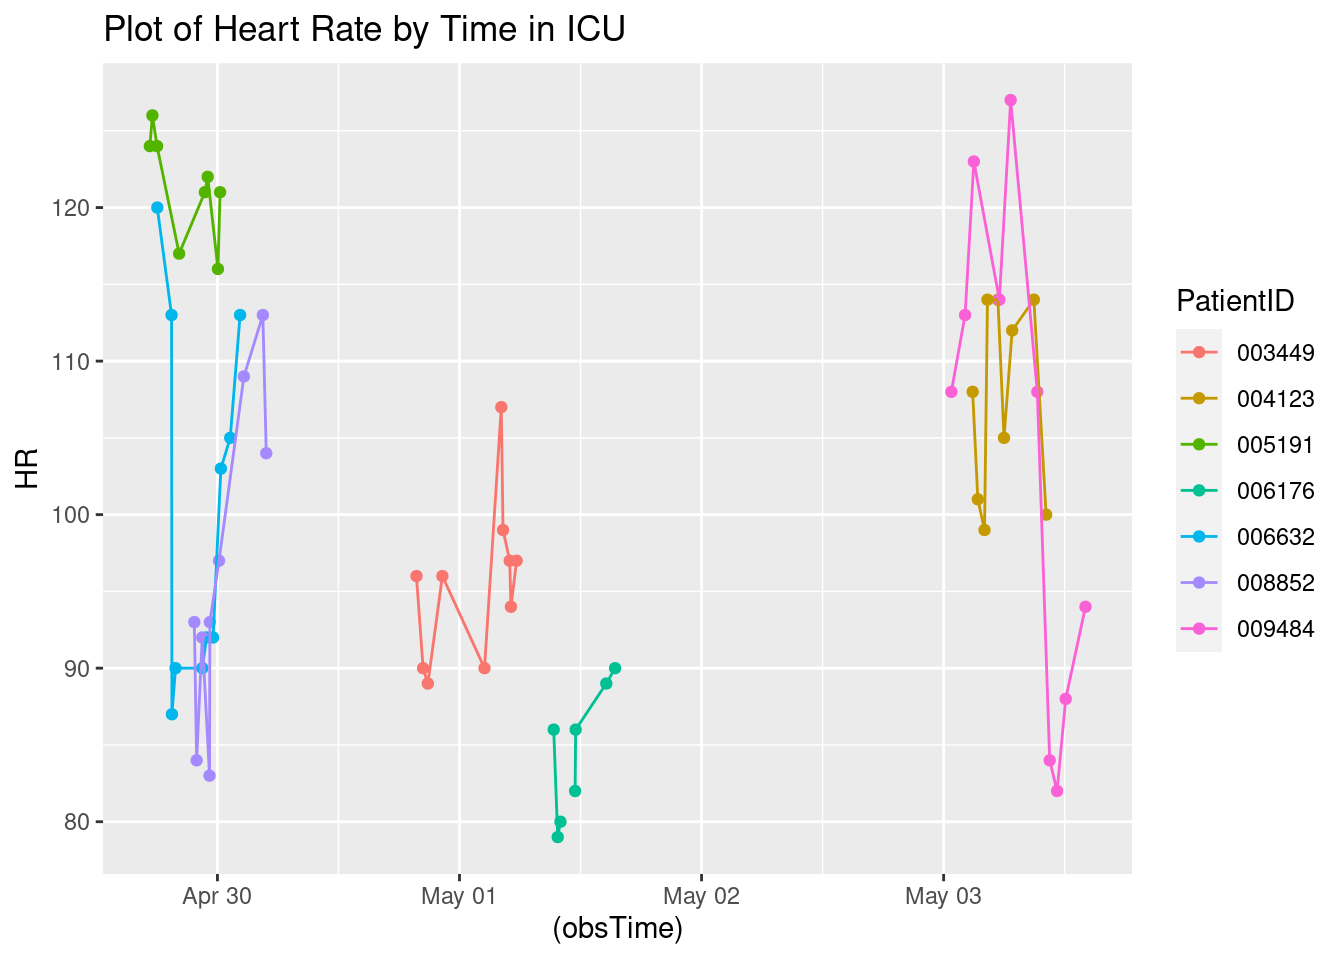 Plot of Heart Rate by Time in ICU
HR
120
110
100
90
80
Apr 30
May 01
May 02
May 03
(obsTime)
PatientID
003449
004123
005191
006176
006632
008852
009484